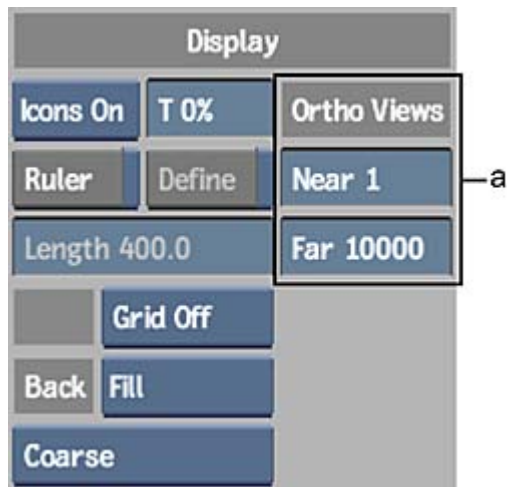 Display
Icons On T 0% Ortho Views
Ruler Define Near 1 a
Length 400.0 Far 10000
Grid Off
Back Fill
Coarse